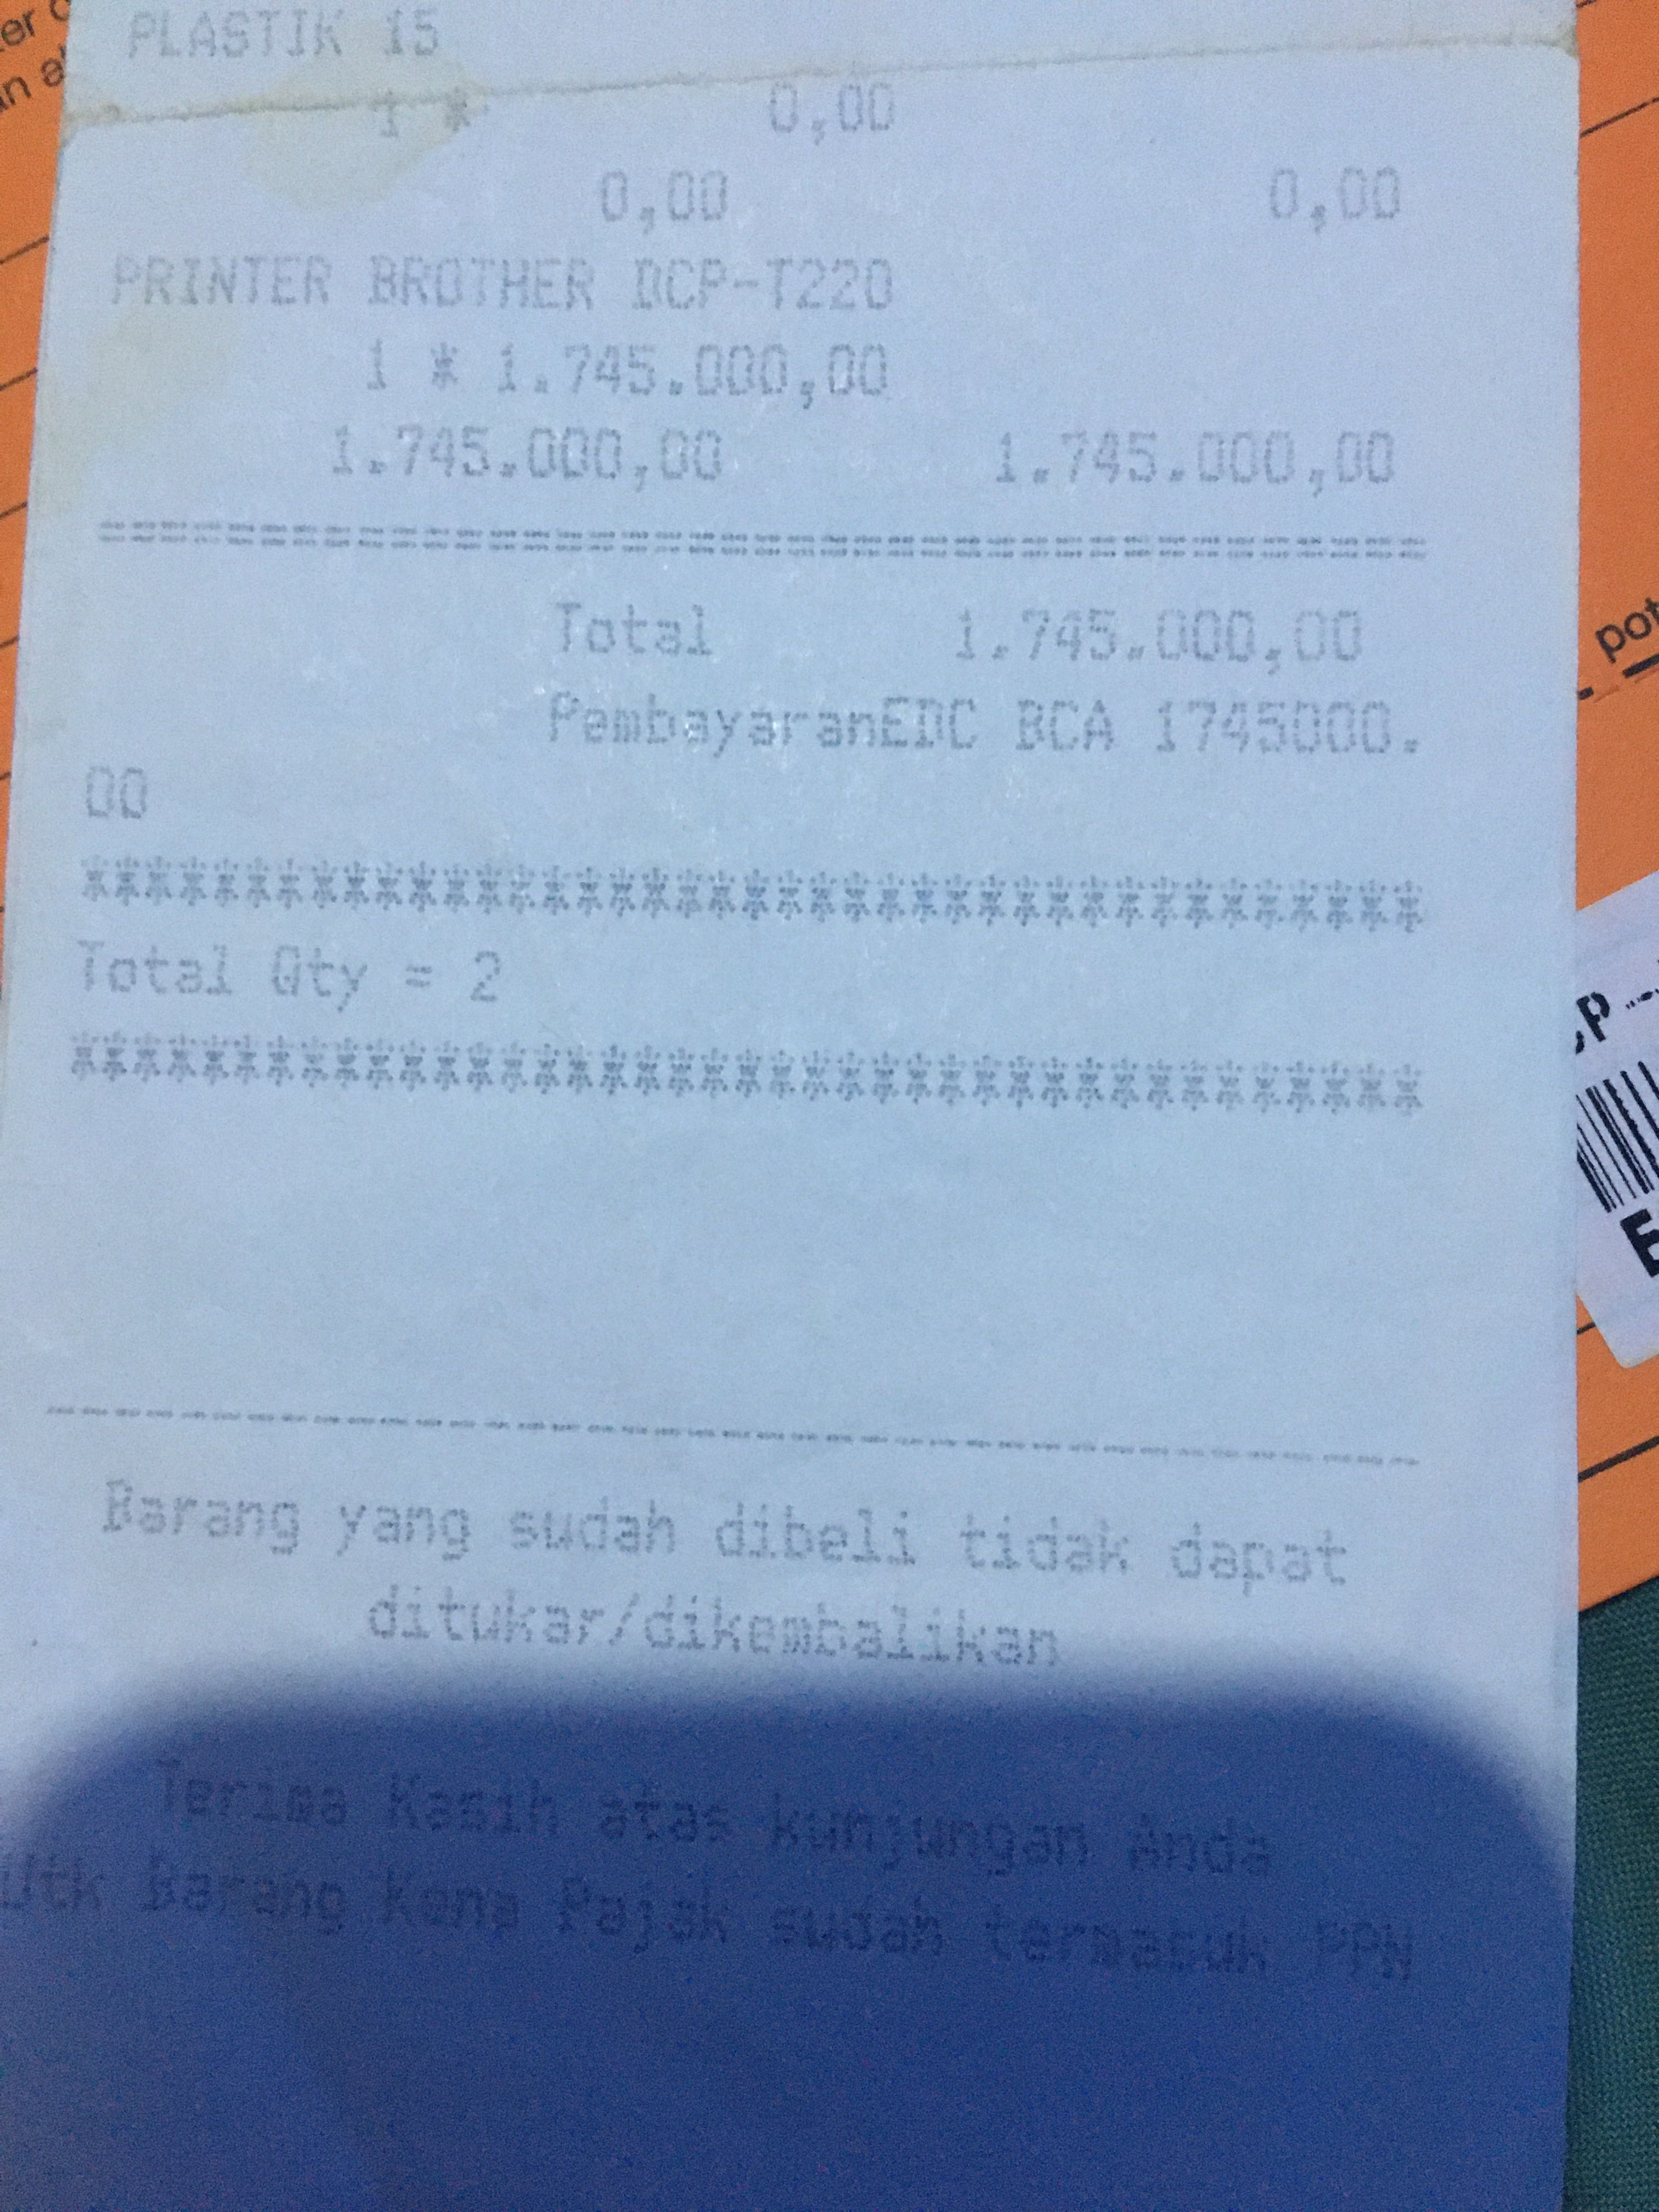 PLASTIK 15
1 * 0,00
0,00 0,00
PRINTER BROTHER DCP-T220
1 * 1.745.000,00
1.745.000,00 1.745.000,00
================================
Total 1.745.000,00
PembayaranEDC BCA 1745000.
00
****************************************
Total Qty = 2
****************************************
----------------------------------------
Barang yang sudah dibeli tidak dapat
ditukar/dikembalikan
Terima Kasih atas kunjungan Anda
Utk Barang Kena Pajak sudah termasuk PPN